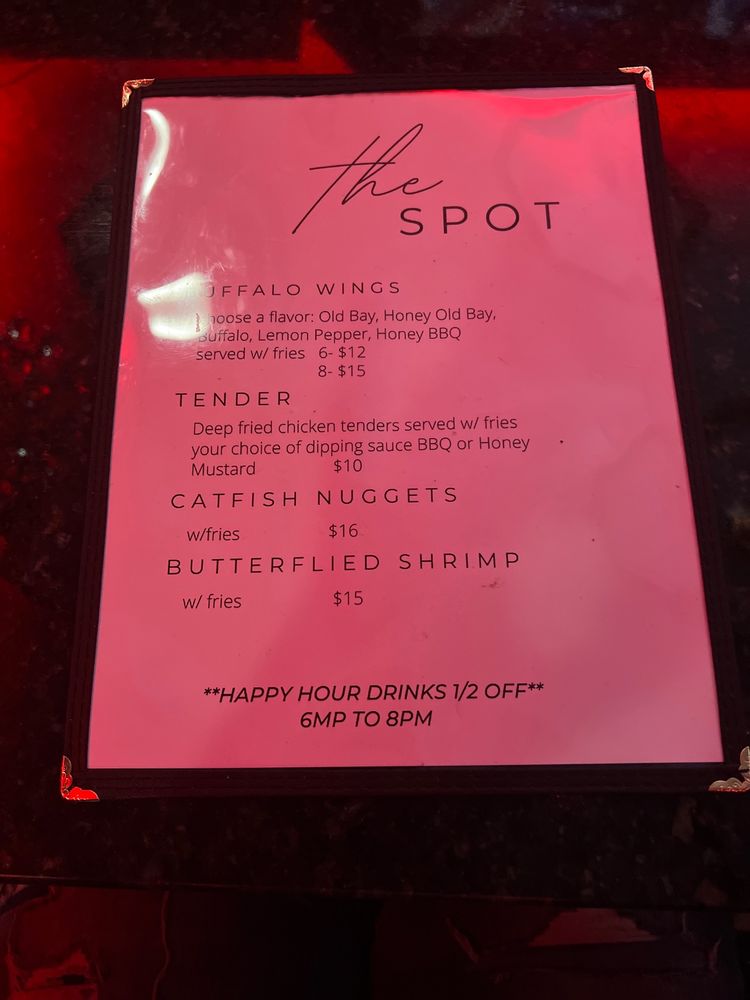 the
SPOT
BUFFALO WINGS
Choose a flavor: Old Bay, Honey Old Bay,
Buffalo, Lemon Pepper, Honey BBQ
served w/ fries 6- $12
8- $15
TENDER
Deep fried chicken tenders served w/ fries
your choice of dipping sauce BBQ or Honey
Mustard $10
CATFISH NUGGETS
w/fries $16
BUTTERFLIED SHRIMP
w/ fries $15
**HAPPY HOUR DRINKS 1/2 OFF**
6MP TO 8PM